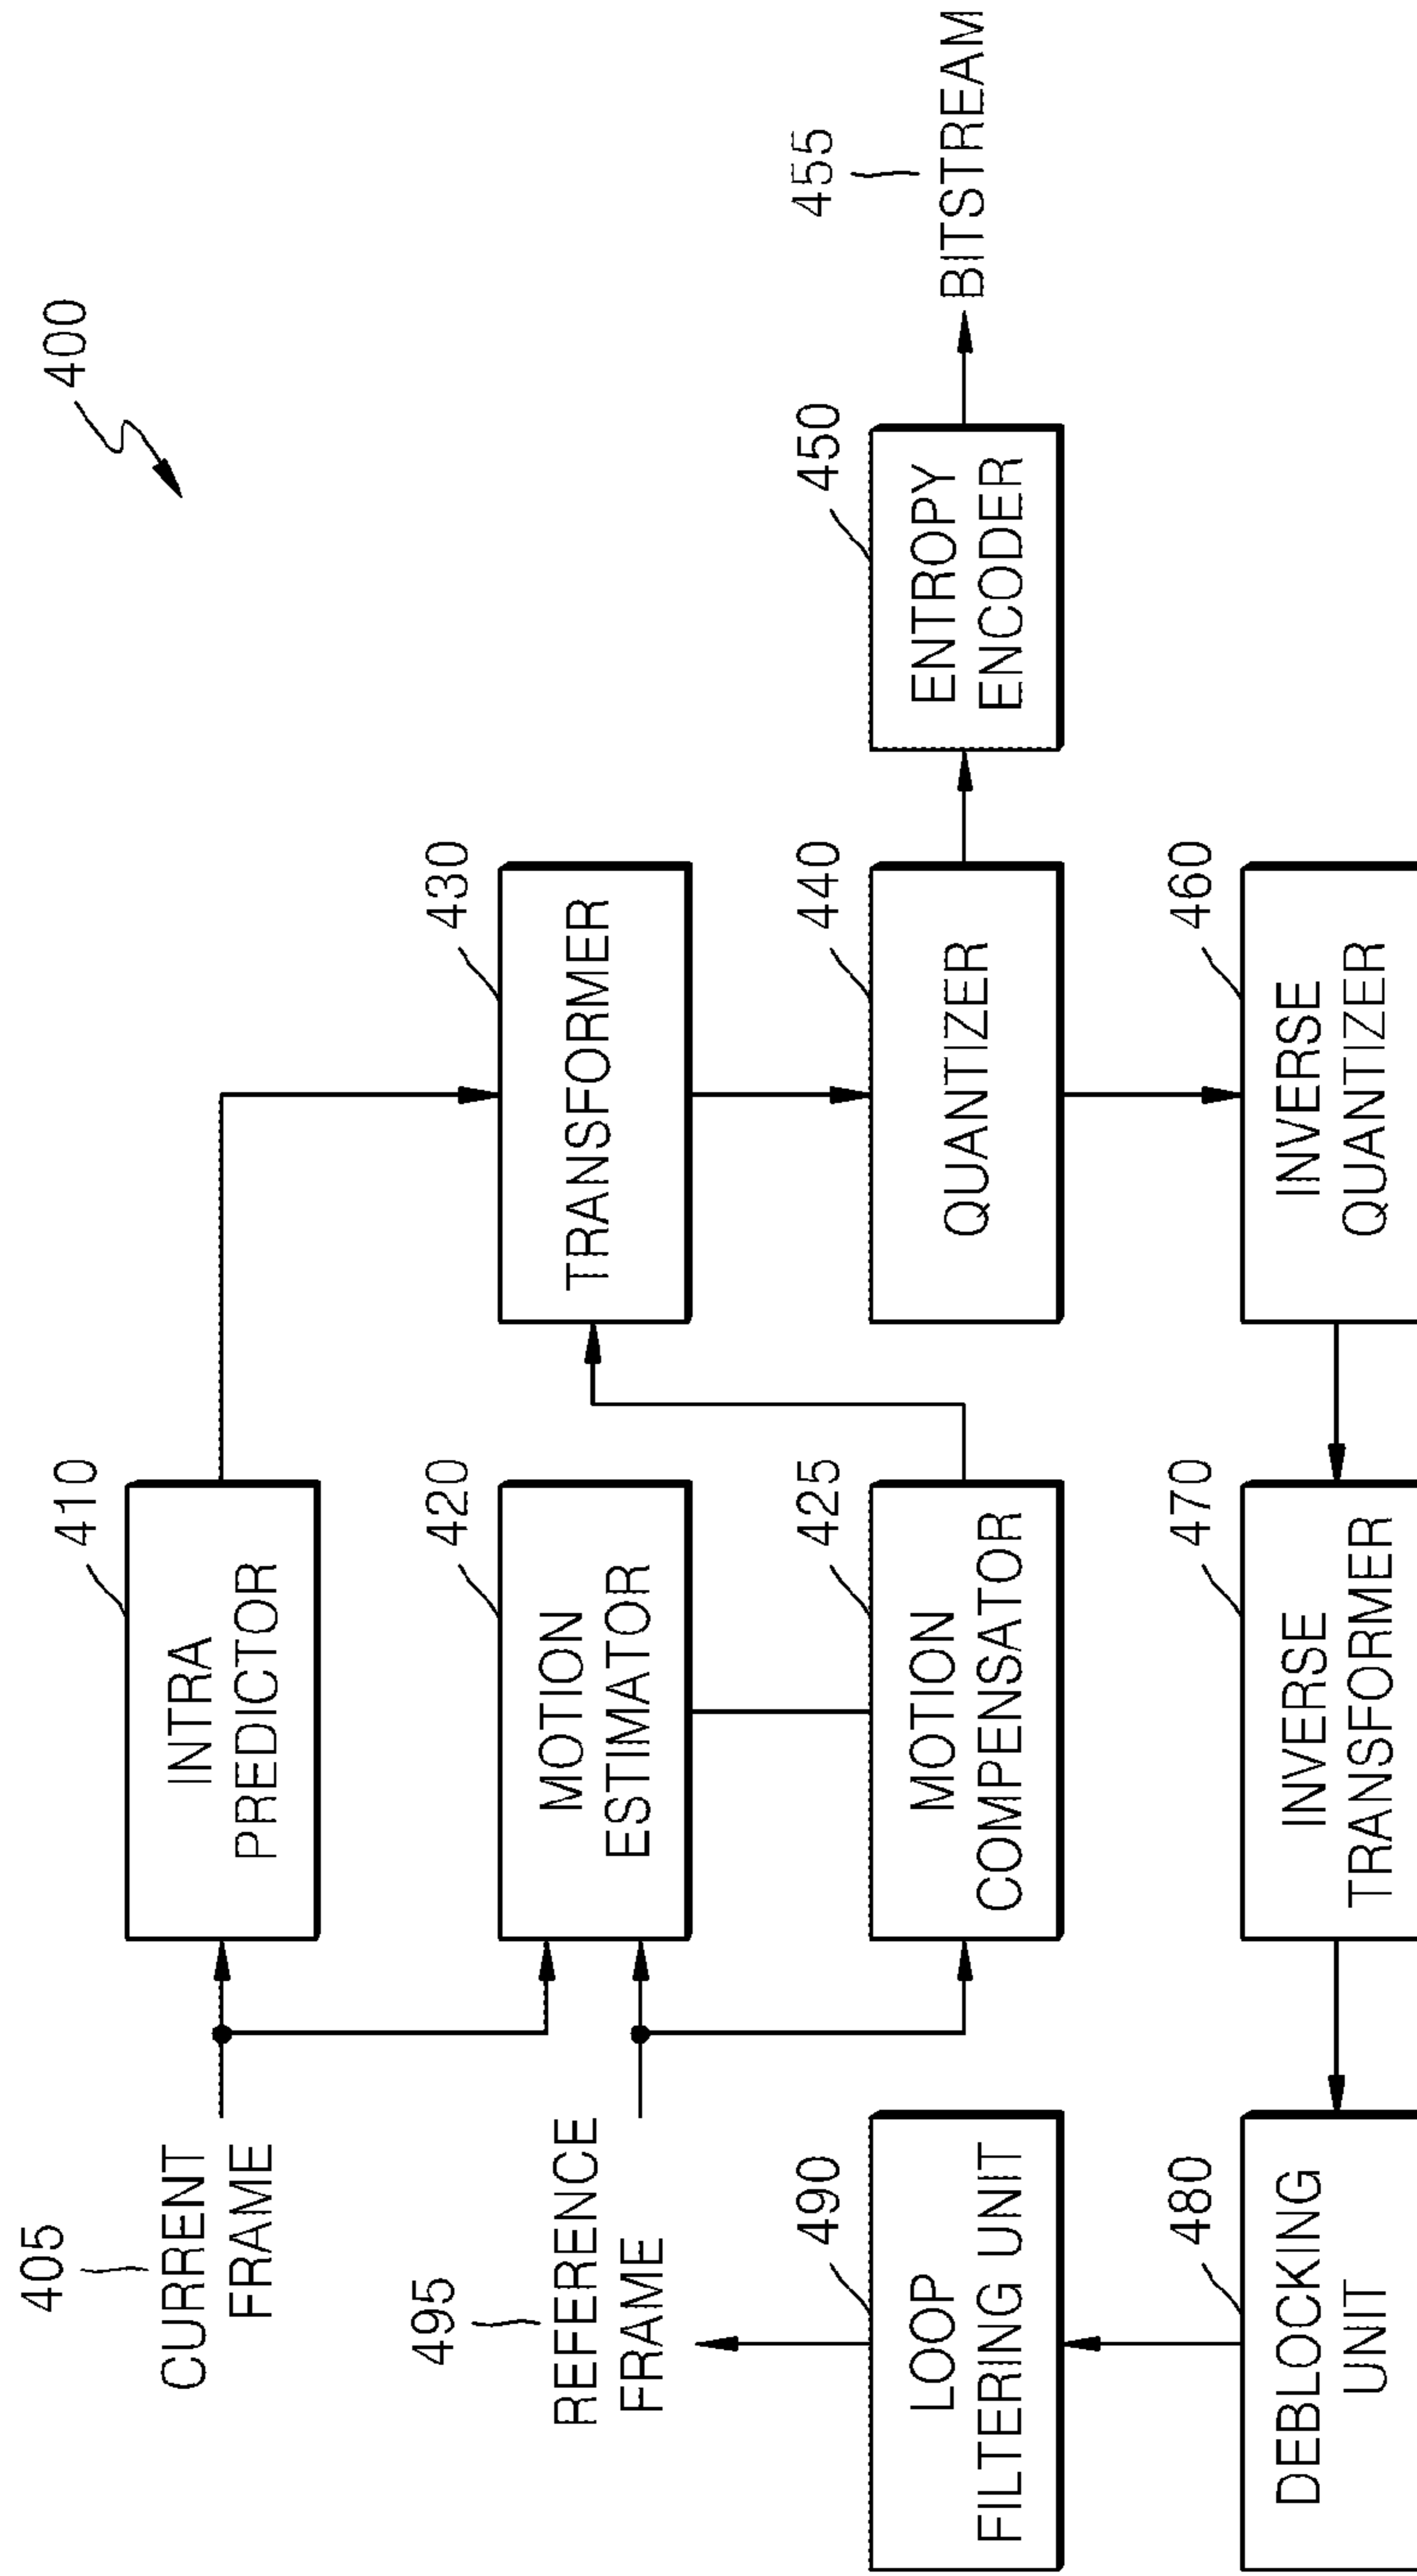 400
405
CURRENT
FRAME
410
INTRA
PREDICTOR
495
REFERENCE
FRAME
420
MOTION
ESTIMATOR
430
TRANSFORMER
490
LOOP
FILTERING UNIT
425
MOTION
COMPENSATOR
440
QUANTIZER
450
ENTROPY
ENCODER
455
BITSTREAM
480
DEBLOCKING
UNIT
470
INVERSE
TRANSFORMER
460
INVERSE
QUANTIZER